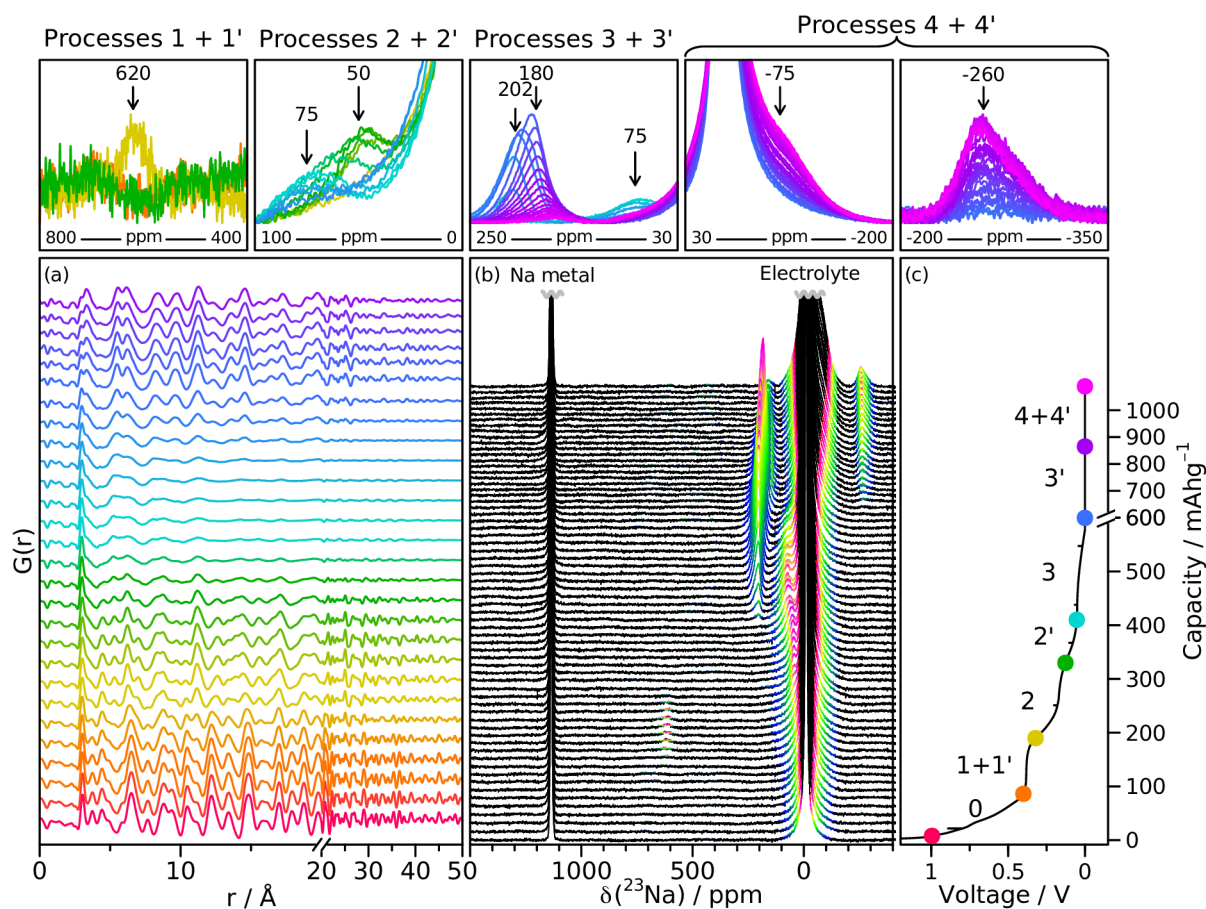 Processes 1 + 1' Processes 2 + 2' Processes 3 + 3' Processes 4 + 4'
620
800 ppm 400
50
75
100 ppm 0
180
202
75
250 ppm 30
-75
30 ppm -200
-260
-200 ppm -350
(a)
G(r)
0 10 20 30 40 50
r / Å
(b) Na metal Electrolyte
1000 500 0
δ(²³Na) / ppm
(c)
4+4'
3'
3
2'
2
1+1'
0
1000
900
800
700
600
500
400
300
200
100
0
Capacity / mAhg⁻¹
1 0.5 0
Voltage / V